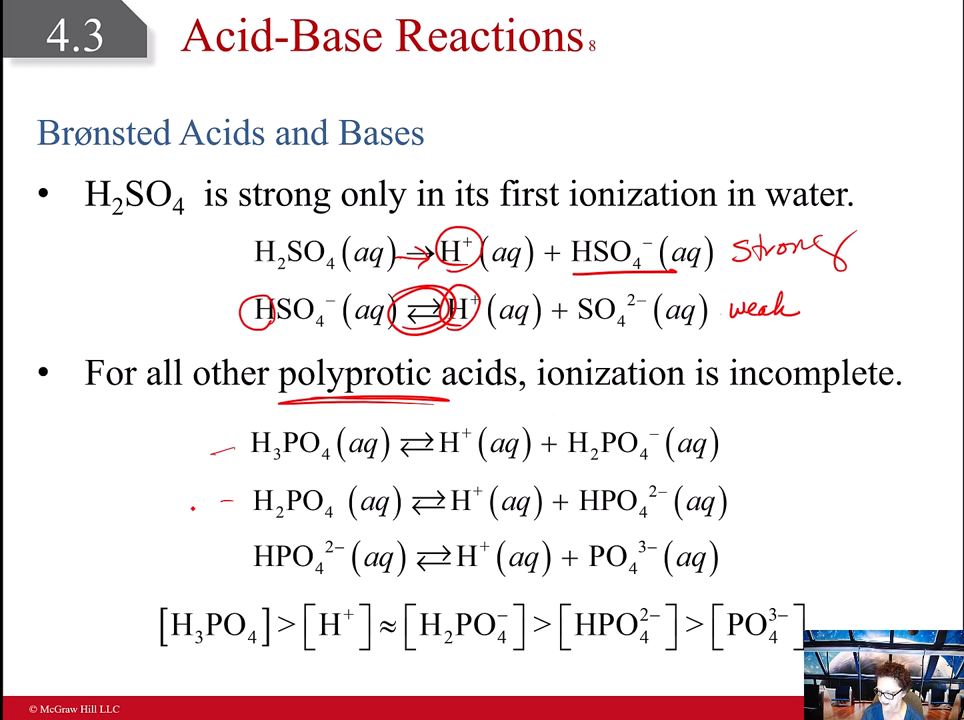 4.3 Acid-Base Reactions 8
Brønsted Acids and Bases
• H₂SO₄ is strong only in its first ionization in water.
H₂SO₄(aq) → H⁺(aq) + HSO₄⁻(aq) strong
HSO₄⁻(aq) ⇄ H⁺(aq) + SO₄²⁻(aq) weak
• For all other polyprotic acids, ionization is incomplete.
H₃PO₄(aq) ⇄ H⁺(aq) + H₂PO₄⁻(aq)
H₂PO₄ (aq) ⇄ H⁺(aq) + HPO₄²⁻(aq)
HPO₄²⁻(aq) ⇄ H⁺(aq) + PO₄³⁻(aq)
[H₃PO₄] > [H⁺] ≈ [H₂PO₄⁻] > [HPO₄²⁻] > [PO₄³⁻]
© McGraw Hill LLC